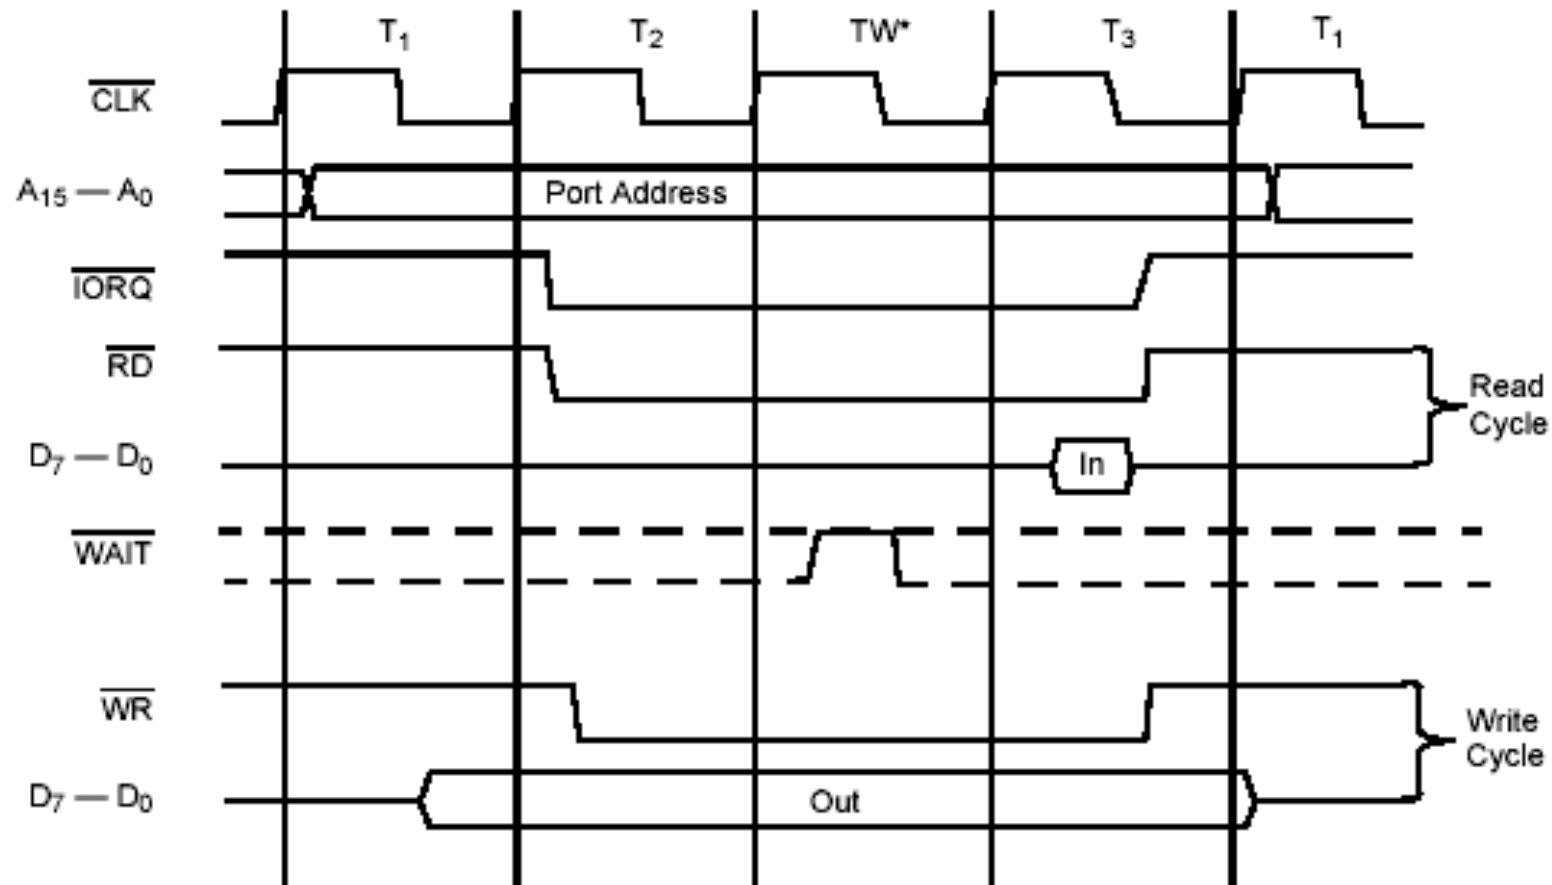 T1 T2 TW* T3 T1
CLK
A15 — A0 Port Address
IORQ
RD
Read
Cycle
D7 — D0 In
WAIT
WR
Write
Cycle
D7 — D0 Out